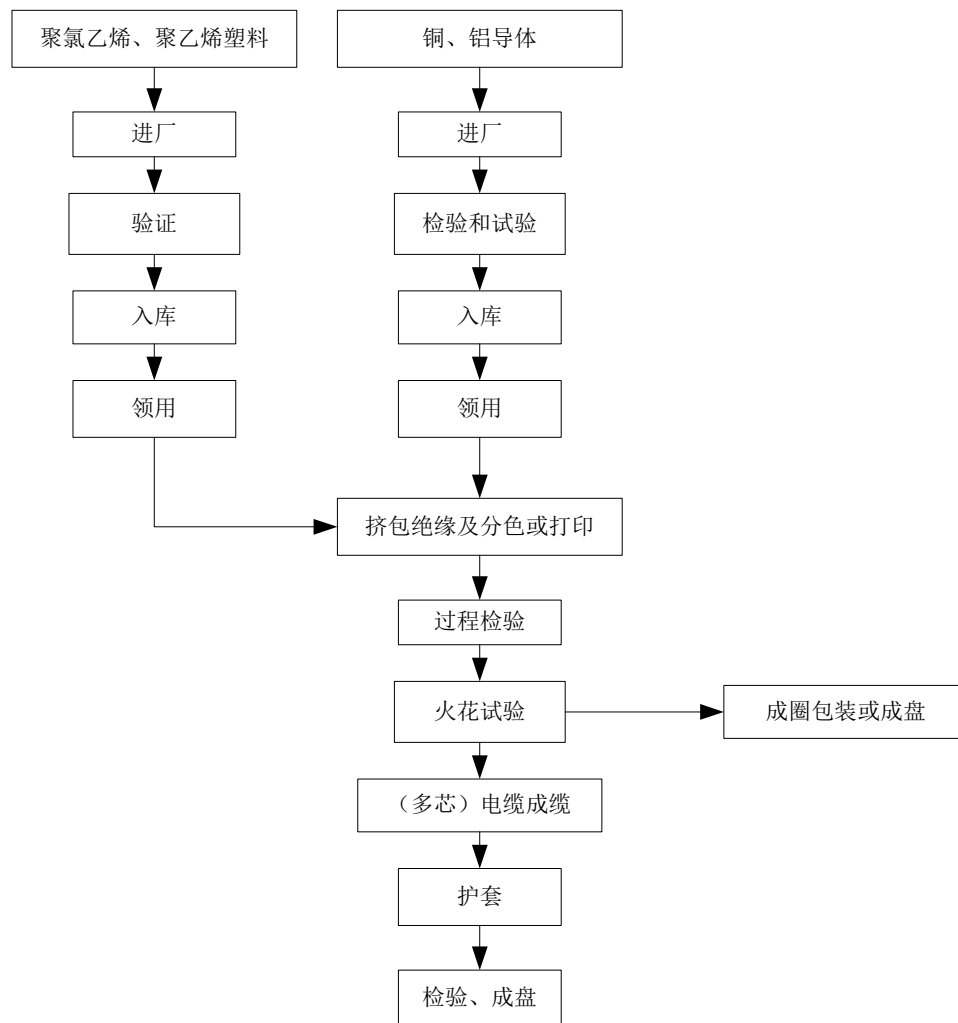 聚氯乙烯、聚乙烯塑料
铜、铝导体
进厂
进厂
验证
检验和试验
入库
入库
领用
领用
挤包绝缘及分色或打印
过程检验
火花试验
成圈包装或成盘
（多芯）电缆成缆
护套
检验、成盘